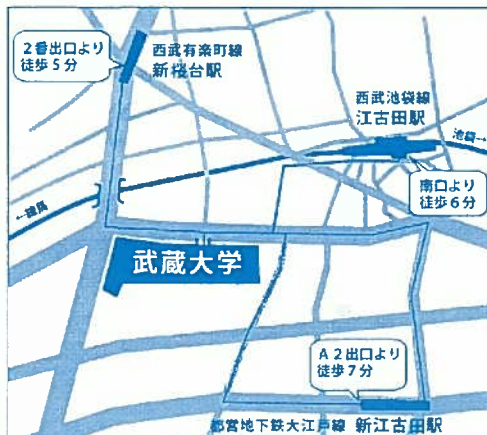 2番出口より
徒歩5分
西武有楽町線
新桜台駅
西武池袋線
江古田駅
池袋→
南口より
徒歩6分
←練馬
武蔵大学
A2出口より
徒歩7分
都営地下鉄大江戸線 新江古田駅